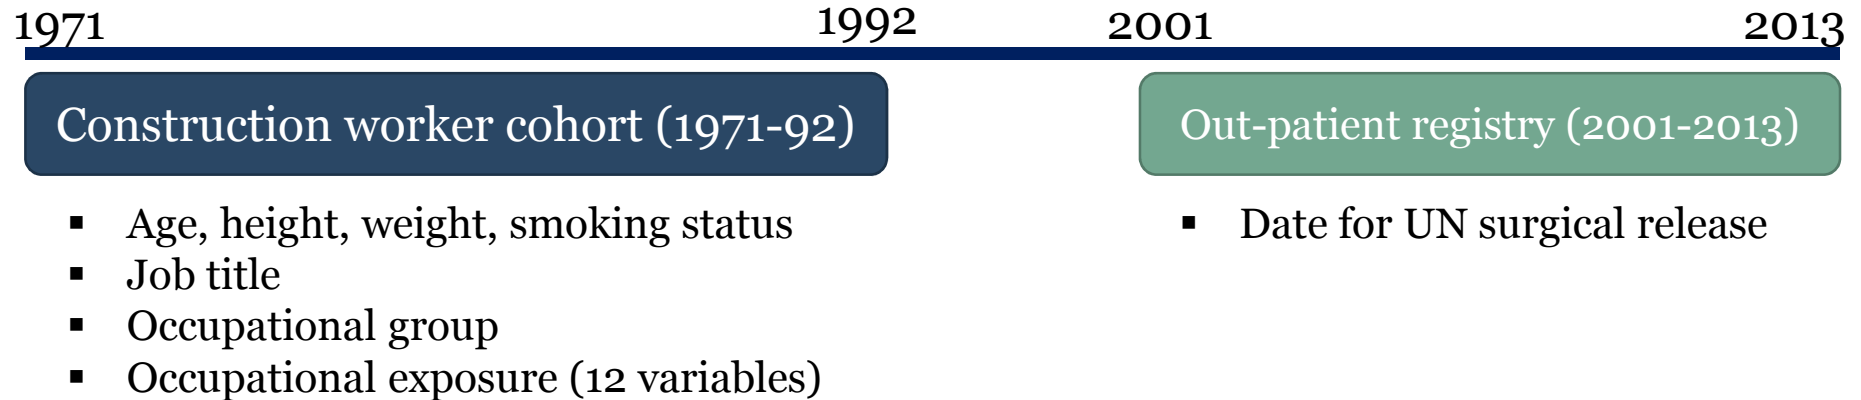 1971 1992 2001 2013
Construction worker cohort (1971-92)
Out-patient registry (2001-2013)
▪ Age, height, weight, smoking status
▪ Job title
▪ Occupational group
▪ Occupational exposure (12 variables)
▪ Date for UN surgical release